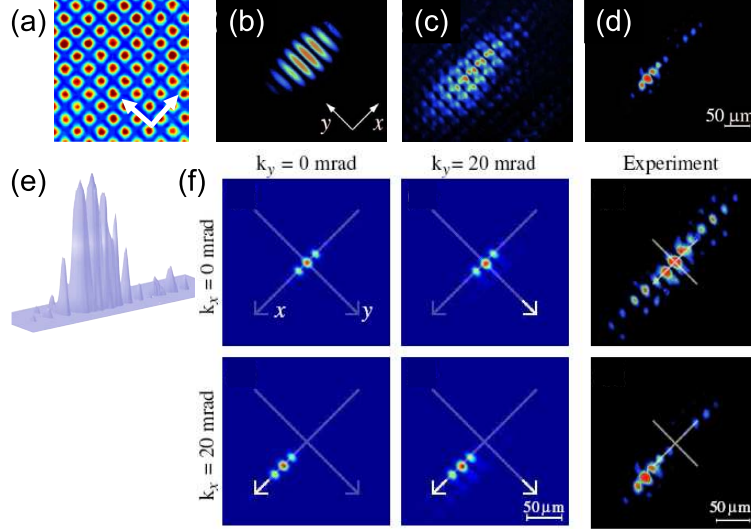 (a)
(b)
(c)
(d)
y
x
50 μm
(e)
(f)
k_y = 0 mrad
k_y = 20 mrad
Experiment
k_x = 0 mrad
x
y
k_x = 20 mrad
50 μm
50 μm